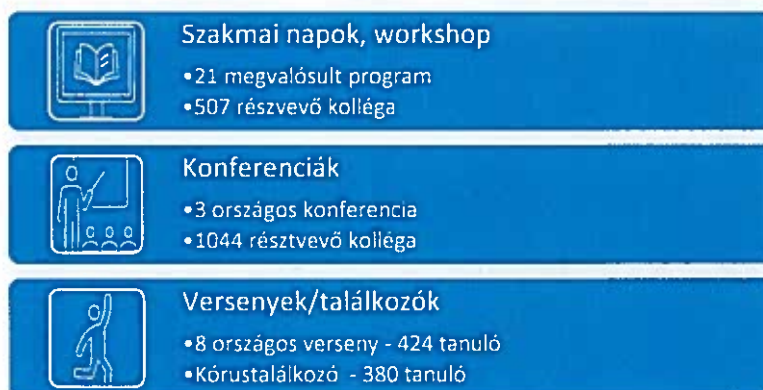 Szakmai napok, workshop
•21 megvalósult program
•507 részvevő kolléga
Konferenciák
•3 országos konferencia
•1044 résztvevő kolléga
Versenyek/találkozók
•8 országos verseny - 424 tanuló
•Kórustalálkozó - 380 tanuló